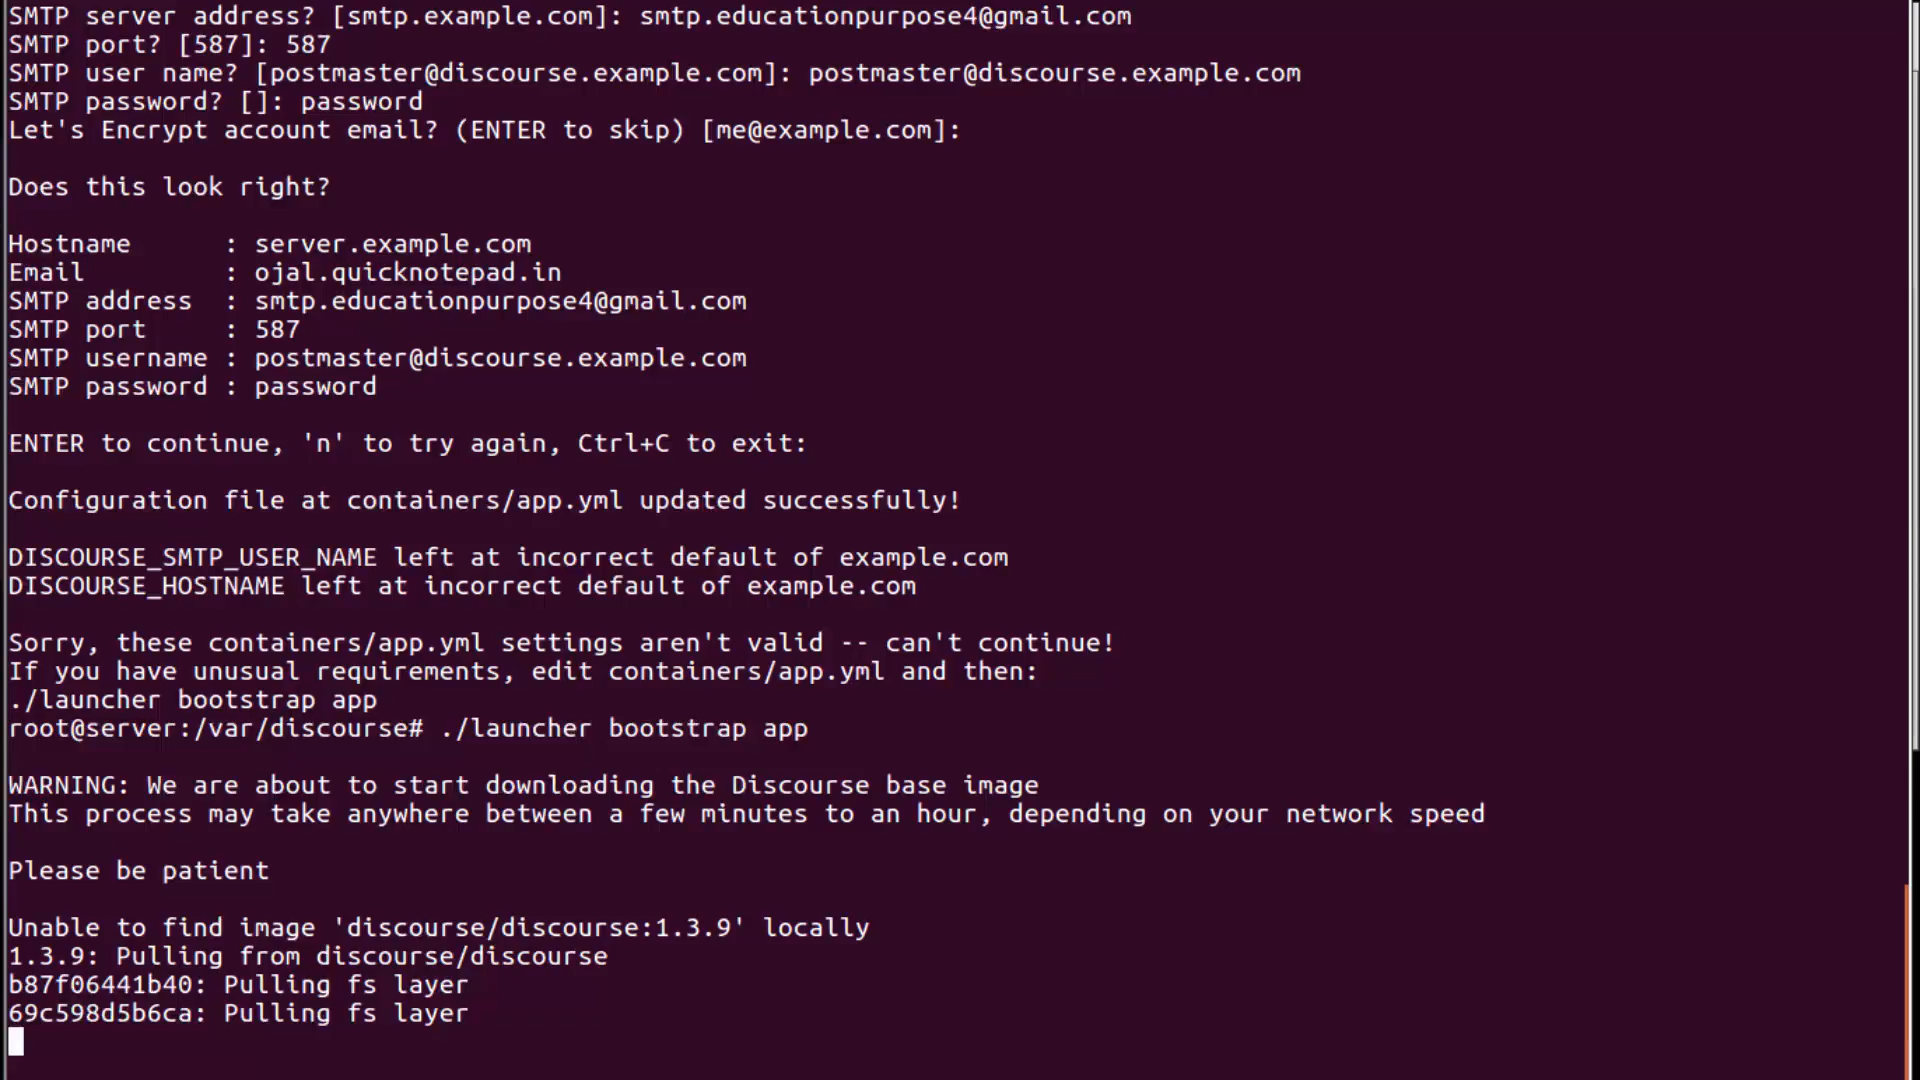 SMTP server address? [smtp.example.com]: smtp.educationpurpose4@gmail.com
SMTP port? [587]: 587
SMTP user name? [postmaster@discourse.example.com]: postmaster@discourse.example.com
SMTP password? []: password
Let's Encrypt account email? (ENTER to skip) [me@example.com]:
Does this look right?
Hostname      : server.example.com
Email         : ojal.quicknotepad.in
SMTP address  : smtp.educationpurpose4@gmail.com
SMTP port     : 587
SMTP username : postmaster@discourse.example.com
SMTP password : password
ENTER to continue, 'n' to try again, Ctrl+C to exit:
Configuration file at containers/app.yml updated successfully!
DISCOURSE_SMTP_USER_NAME left at incorrect default of example.com
DISCOURSE_HOSTNAME left at incorrect default of example.com
Sorry, these containers/app.yml settings aren't valid -- can't continue!
If you have unusual requirements, edit containers/app.yml and then:
./launcher bootstrap app
root@server:/var/discourse# ./launcher bootstrap app
WARNING: We are about to start downloading the Discourse base image
This process may take anywhere between a few minutes to an hour, depending on your network speed
Please be patient
Unable to find image 'discourse/discourse:1.3.9' locally
1.3.9: Pulling from discourse/discourse
b87f06441b40: Pulling fs layer
69c598d5b6ca: Pulling fs layer